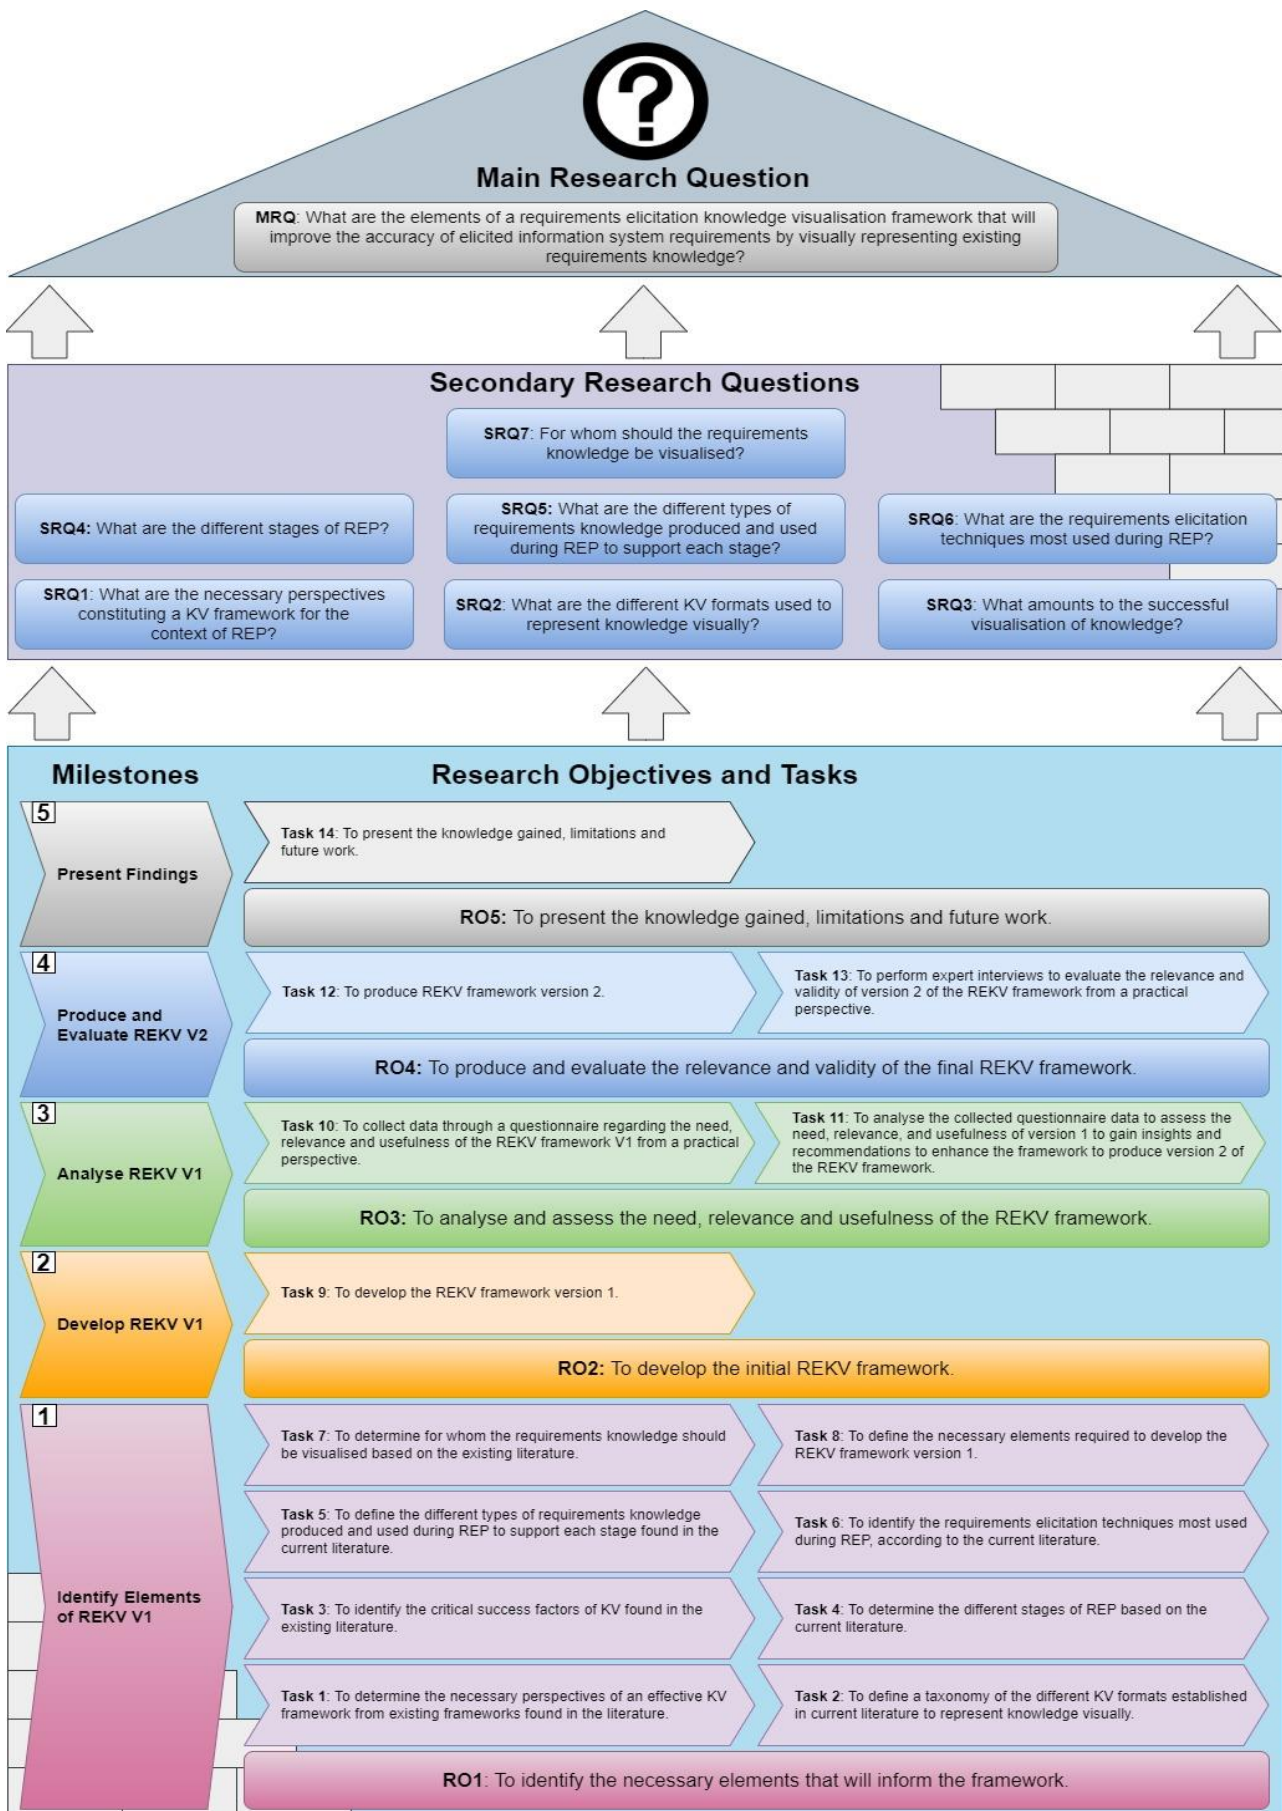 ?
Main Research Question
MRQ: What are the elements of a requirements elicitation knowledge visualisation framework that will
improve the accuracy of elicited information system requirements by visually representing existing
requirements knowledge?
Secondary Research Questions
SRQ7: For whom should the requirements
knowledge be visualised?
SRQ4: What are the different stages of REP?
SRQ5: What are the different types of
requirements knowledge produced and used
during REP to support each stage?
SRQ6: What are the requirements elicitation
techniques most used during REP?
SRQ1: What are the necessary perspectives
constituting a KV framework for the
context of REP?
SRQ2: What are the different KV formats used to
represent knowledge visually?
SRQ3: What amounts to the successful
visualisation of knowledge?
Milestones
Research Objectives and Tasks
5
Present Findings
Task 14: To present the knowledge gained, limitations and
future work.
RO5: To present the knowledge gained, limitations and future work.
4
Produce and
Evaluate REKV V2
Task 12: To produce REKV framework version 2.
Task 13: To perform expert interviews to evaluate the relevance and
validity of version 2 of the REKV framework from a practical
perspective.
RO4: To produce and evaluate the relevance and validity of the final REKV framework.
3
Analyse REKV V1
Task 10: To collect data through a questionnaire regarding the need,
relevance and usefulness of the REKV framework V1 from a practical
perspective.
Task 11: To analyse the collected questionnaire data to assess the
need, relevance, and usefulness of version 1 to gain insights and
recommendations to enhance the framework to produce version 2 of
the REKV framework.
RO3: To analyse and assess the need, relevance and usefulness of the REKV framework.
2
Develop REKV V1
Task 9: To develop the REKV framework version 1.
RO2: To develop the initial REKV framework.
1
Identify Elements
of REKV V1
Task 7: To determine for whom the requirements knowledge should
be visualised based on the existing literature.
Task 8: To define the necessary elements required to develop the
REKV framework version 1.
Task 5: To define the different types of requirements knowledge
produced and used during REP to support each stage found in the
current literature.
Task 6: To identify the requirements elicitation techniques most used
during REP, according to the current literature.
Task 3: To identify the critical success factors of KV found in the
existing literature.
Task 4: To determine the different stages of REP based on the
current literature.
Task 1: To determine the necessary perspectives of an effective KV
framework from existing frameworks found in the literature.
Task 2: To define a taxonomy of the different KV formats established
in current literature to represent knowledge visually.
RO1: To identify the necessary elements that will inform the framework.